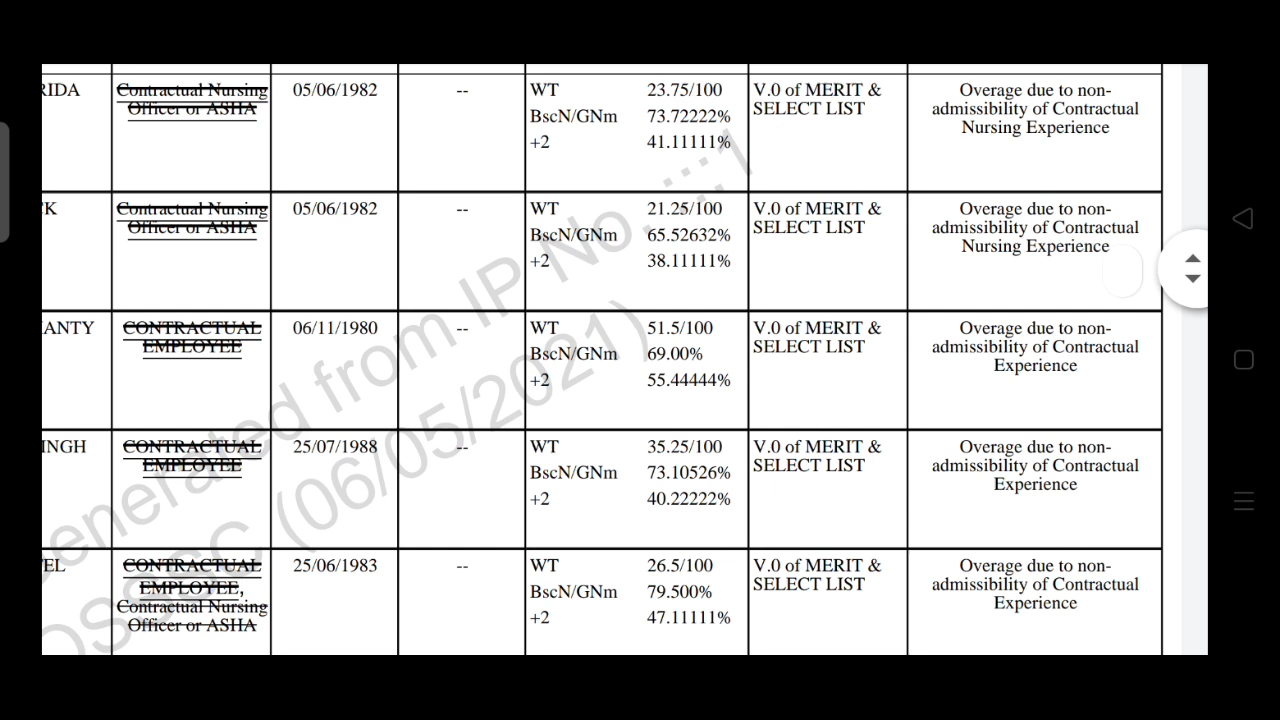 RIDA
Contractual Nursing
Officer or ASHA
05/06/1982
--
WT 23.75/100
BscN/GNm 73.72222%
+2 41.11111%
V.0 of MERIT &
SELECT LIST
Overage due to non-
admissibility of Contractual
Nursing Experience
CK
Contractual Nursing
Officer or ASHA
05/06/1982
--
WT 21.25/100
BscN/GNm 65.52632%
+2 38.11111%
V.0 of MERIT &
SELECT LIST
Overage due to non-
admissibility of Contractual
Nursing Experience
ANTY
CONTRACTUAL
EMPLOYEE
06/11/1980
--
WT 51.5/100
BscN/GNm 69.00%
+2 55.44444%
V.0 of MERIT &
SELECT LIST
Overage due to non-
admissibility of Contractual
Experience
INGH
CONTRACTUAL
EMPLOYEE
25/07/1988
--
WT 35.25/100
BscN/GNm 73.10526%
+2 40.22222%
V.0 of MERIT &
SELECT LIST
Overage due to non-
admissibility of Contractual
Experience
EL
CONTRACTUAL
EMPLOYEE,
Contractual Nursing
Officer or ASHA
25/06/1983
--
WT 26.5/100
BscN/GNm 79.500%
+2 47.11111%
V.0 of MERIT &
SELECT LIST
Overage due to non-
admissibility of Contractual
Experience
Generated from IP No. ::::1
OSSSC (06/05/2021)